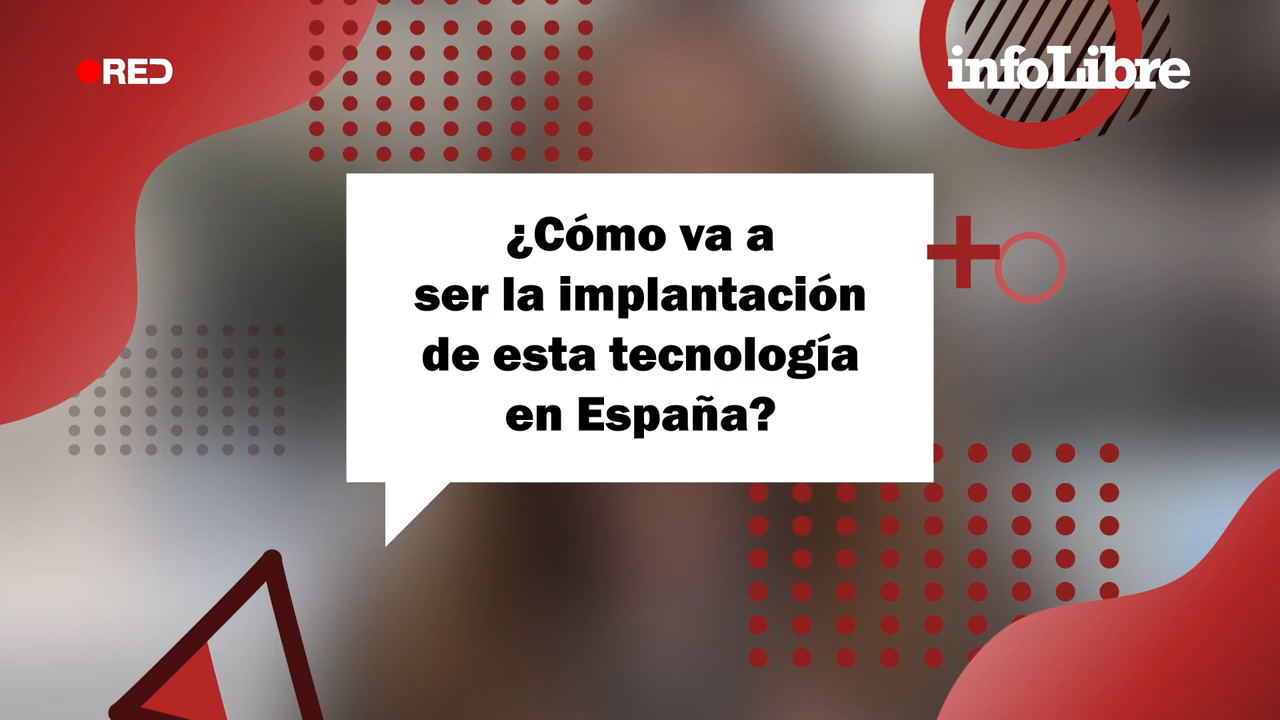 RED
infoLibre
¿Cómo va a
ser la implantación
de esta tecnología
en España?